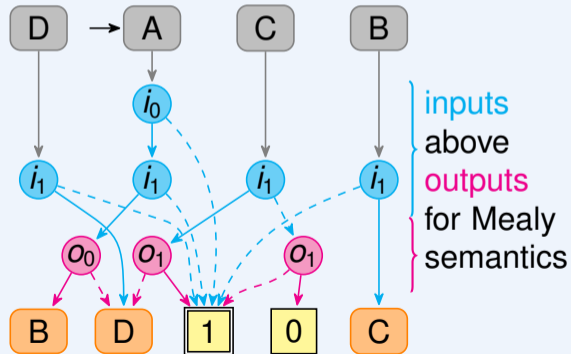 D A C B
i0
inputs
above
i1 i1 i1 i1
outputs
for Mealy
o0 o1 o1
semantics
B D 1 0 C